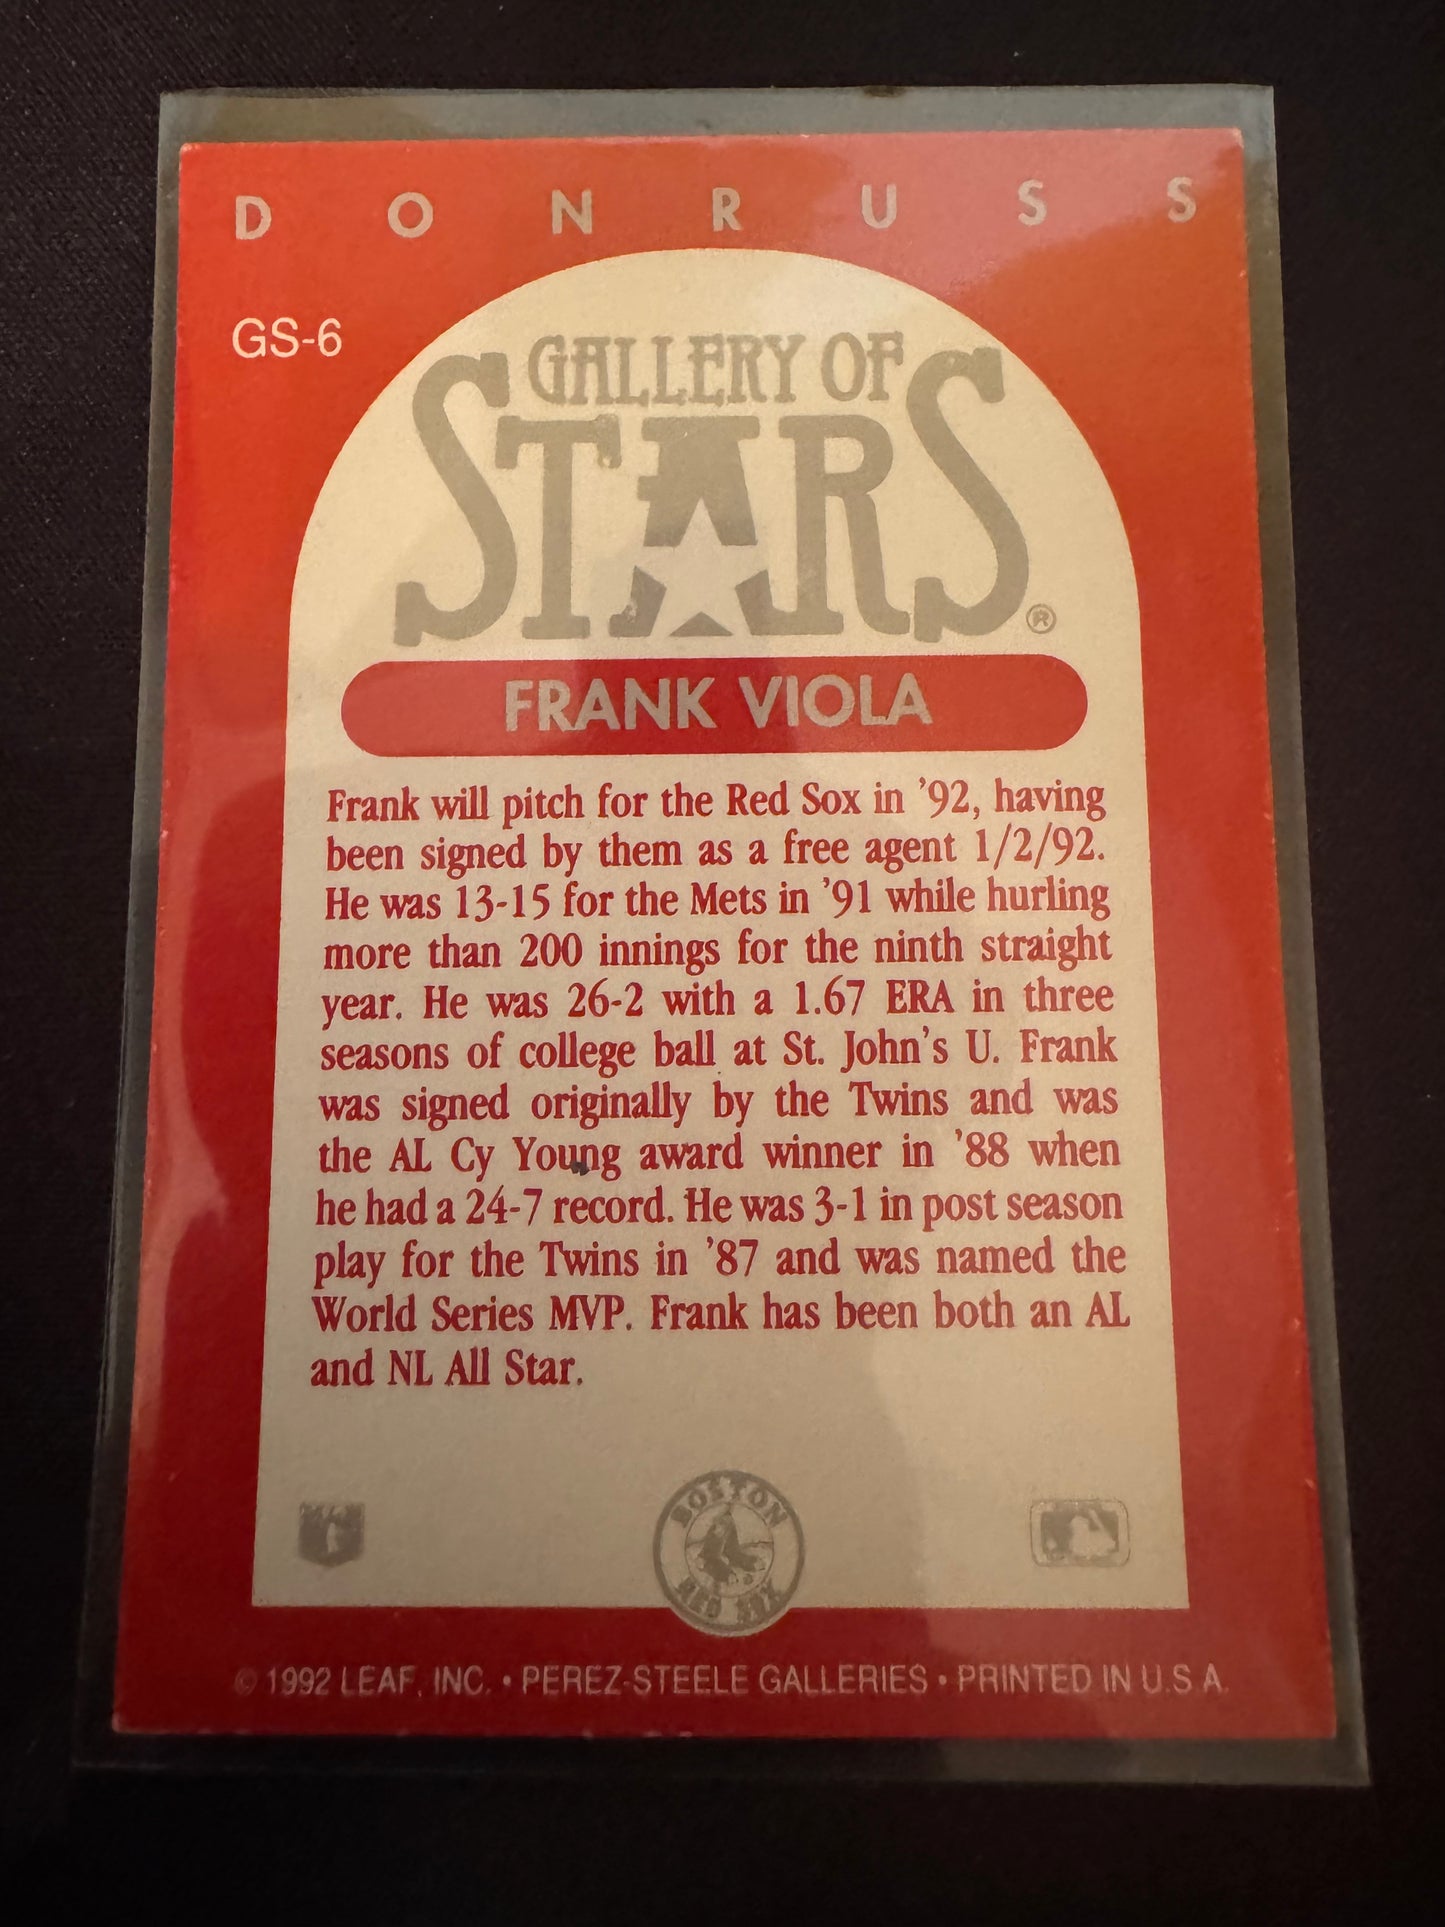 DONRUSS
GS-6
GALLERY OF
STARS®
FRANK VIOLA
Frank will pitch for the Red Sox in ’92, having
been signed by them as a free agent 1/2/92.
He was 13-15 for the Mets in ’91 while hurling
more than 200 innings for the ninth straight
year. He was 26-2 with a 1.67 ERA in three
seasons of college ball at St. John’s U. Frank
was signed originally by the Twins and was
the AL Cy Young award winner in ’88 when
he had a 24-7 record. He was 3-1 in post season
play for the Twins in ’87 and was named the
World Series MVP. Frank has been both an AL
and NL All Star.
BOSTON
RED SOX
© 1992 LEAF, INC. • PEREZ-STEELE GALLERIES • PRINTED IN U.S.A.